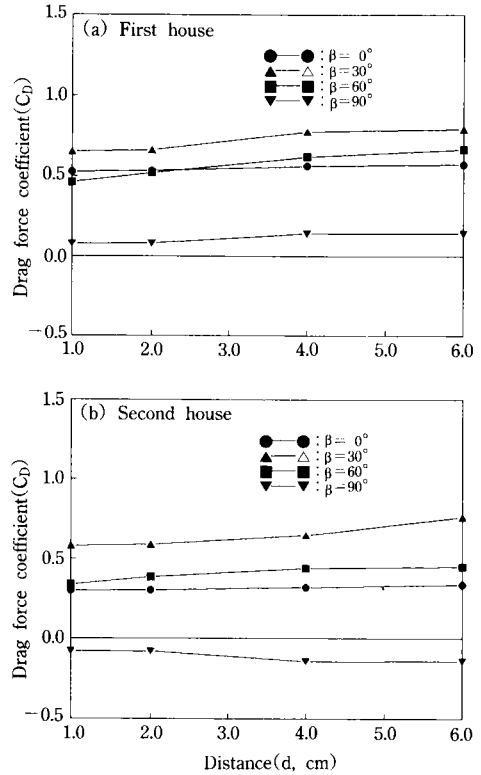 (a) First house
β= 0°
:β=30°
:β=60°
:β=90°
1.5
1.0
0.5
0.0
−0.5
Drag force coefficient(C_D)
1.0 2.0 3.0 4.0 5.0 6.0
(b) Second house
:β= 0°
:β=30°
:β=60°
:β=90°
1.5
1.0
0.5
0.0
−0.5
Drag force coefficient(C_D)
1.0 2.0 3.0 4.0 5.0 6.0
Distance(d, cm)